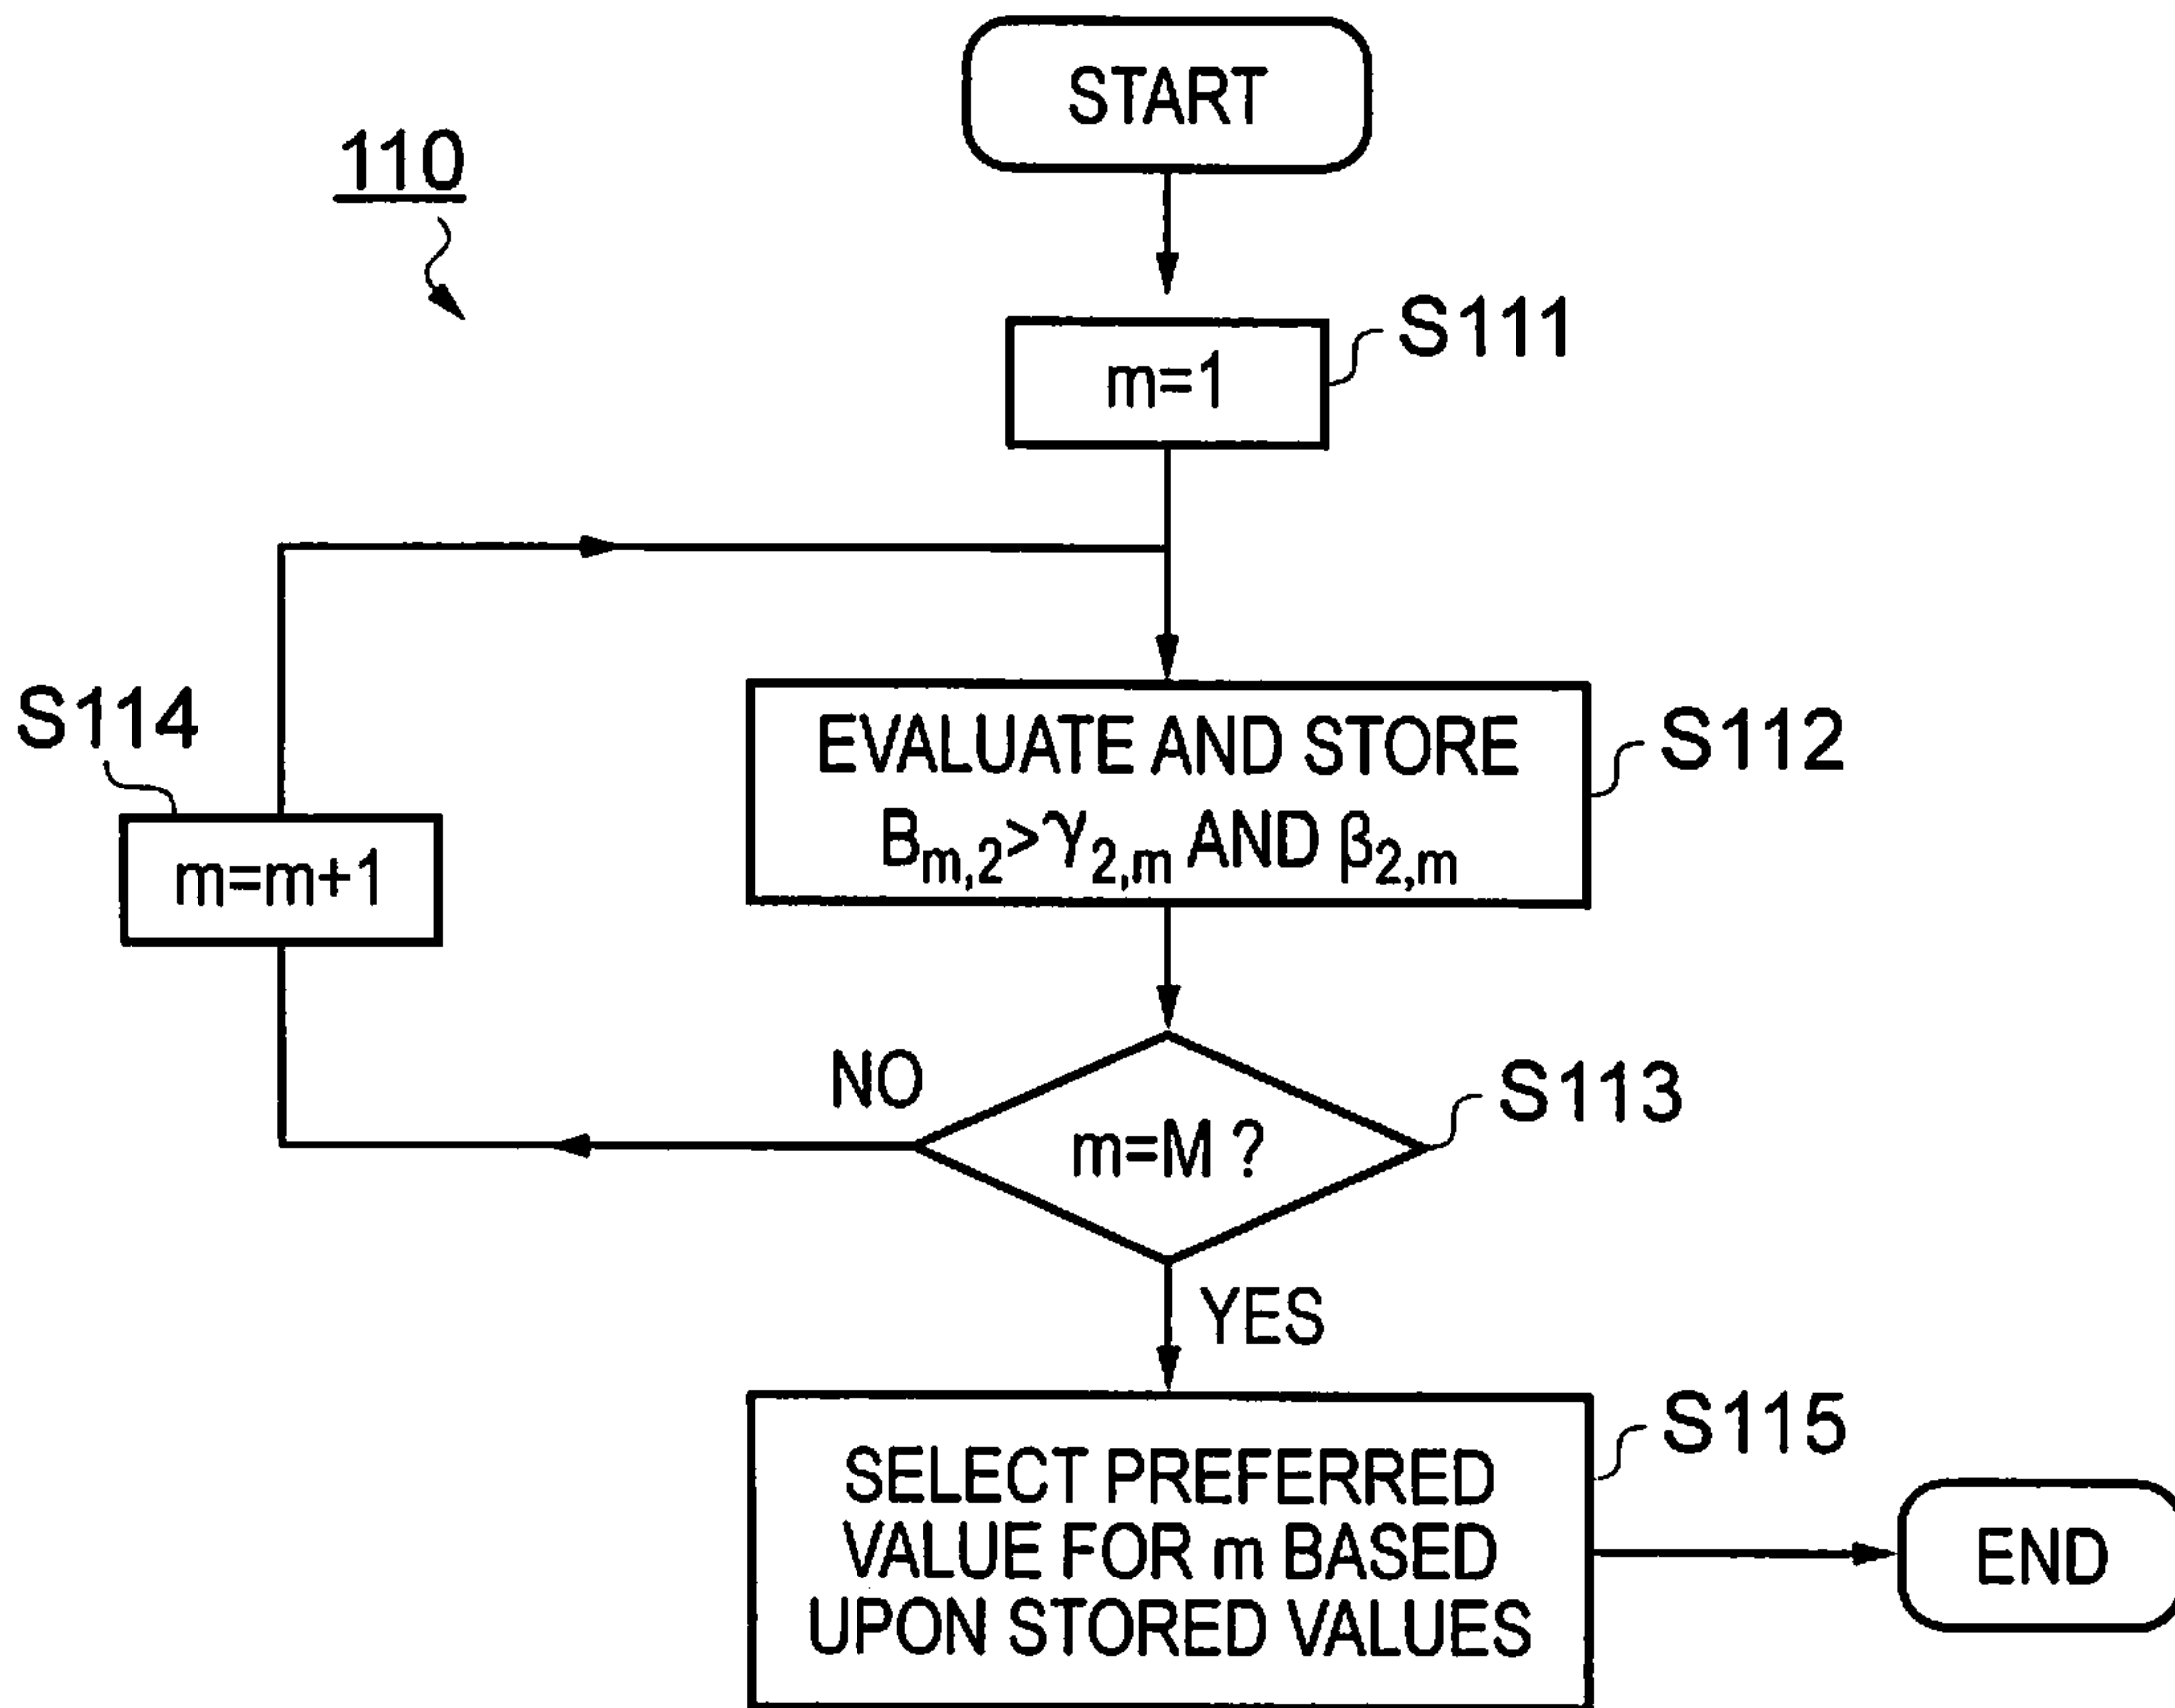 START
110
S111
m=1
S114
S112
EVALUATE AND STORE
Bm,2>γ2,m AND β2,m
m=m+1
NO
S113
m=M ?
YES
S115
SELECT PREFERRED
VALUE FOR m BASED
UPON STORED VALUES
END